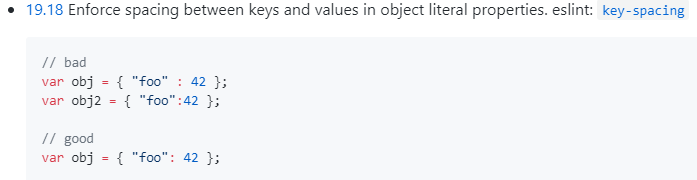 19.18 Enforce spacing between keys and values in object literal properties. eslint: key-spacing
// bad
var obj = { "foo" : 42 };
var obj2 = { "foo":42 };
// good
var obj = { "foo": 42 };